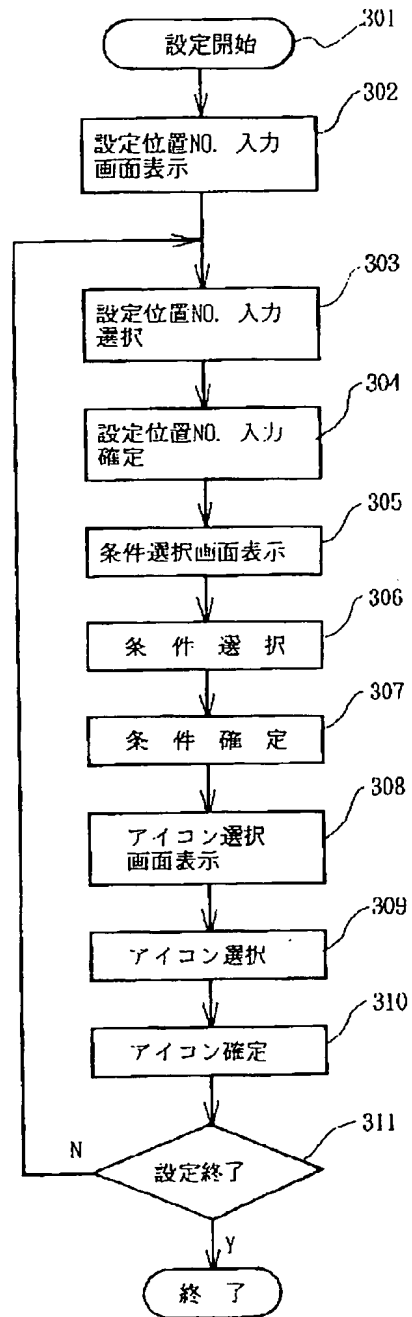 301
設定開始
302
設定位置NO. 入力
画面表示
303
設定位置NO. 入力
選択
304
設定位置NO. 入力
確定
305
条件選択画面表示
306
条 件 選 択
307
条 件 確 定
308
アイコン選択
画面表示
309
アイコン選択
310
アイコン確定
311
N
設定終了
Y
終 了